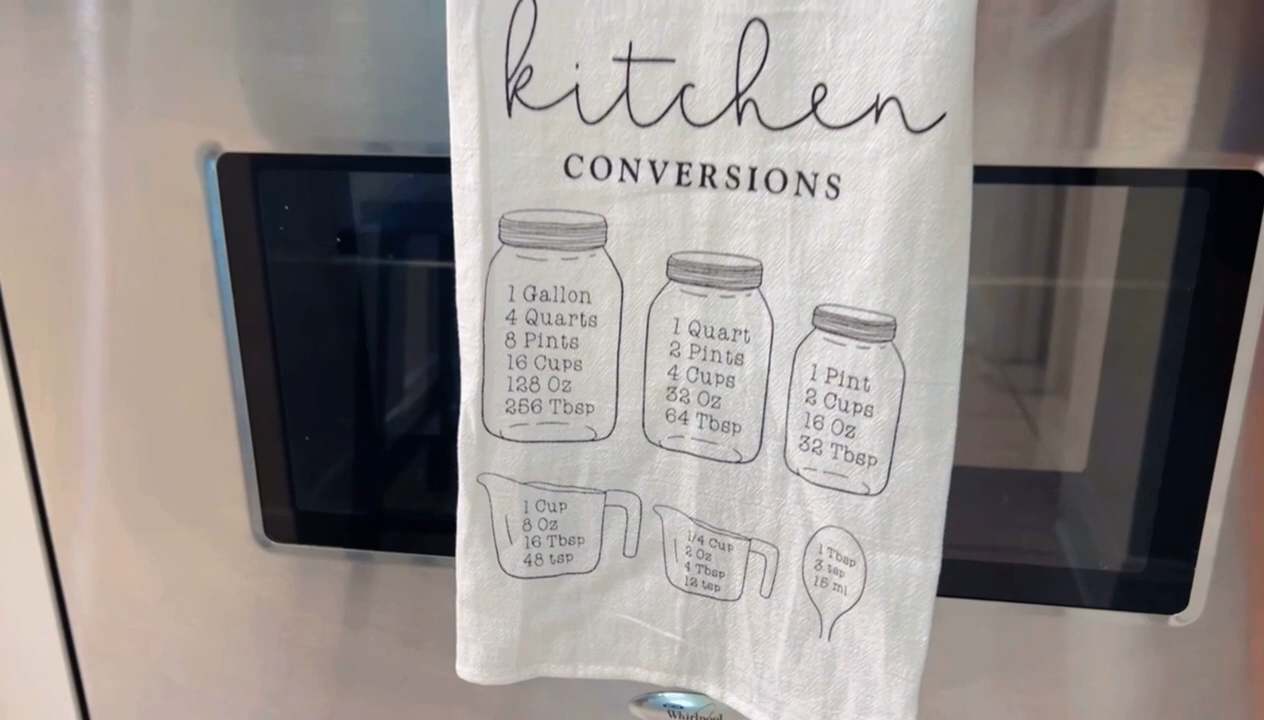 kitchen
CONVERSIONS
1 Gallon
4 Quarts
8 Pints
16 Cups
128 Oz
256 Tbsp
1 Quart
2 Pints
4 Cups
32 Oz
64 Tbsp
1 Pint
2 Cups
16 Oz
32 Tbsp
1 Cup
8 Oz
16 Tbsp
48 tsp
1/4 Cup
2 Oz
4 Tbsp
12 tsp
1 Tbsp
3 tsp
15 ml
Whirlpool